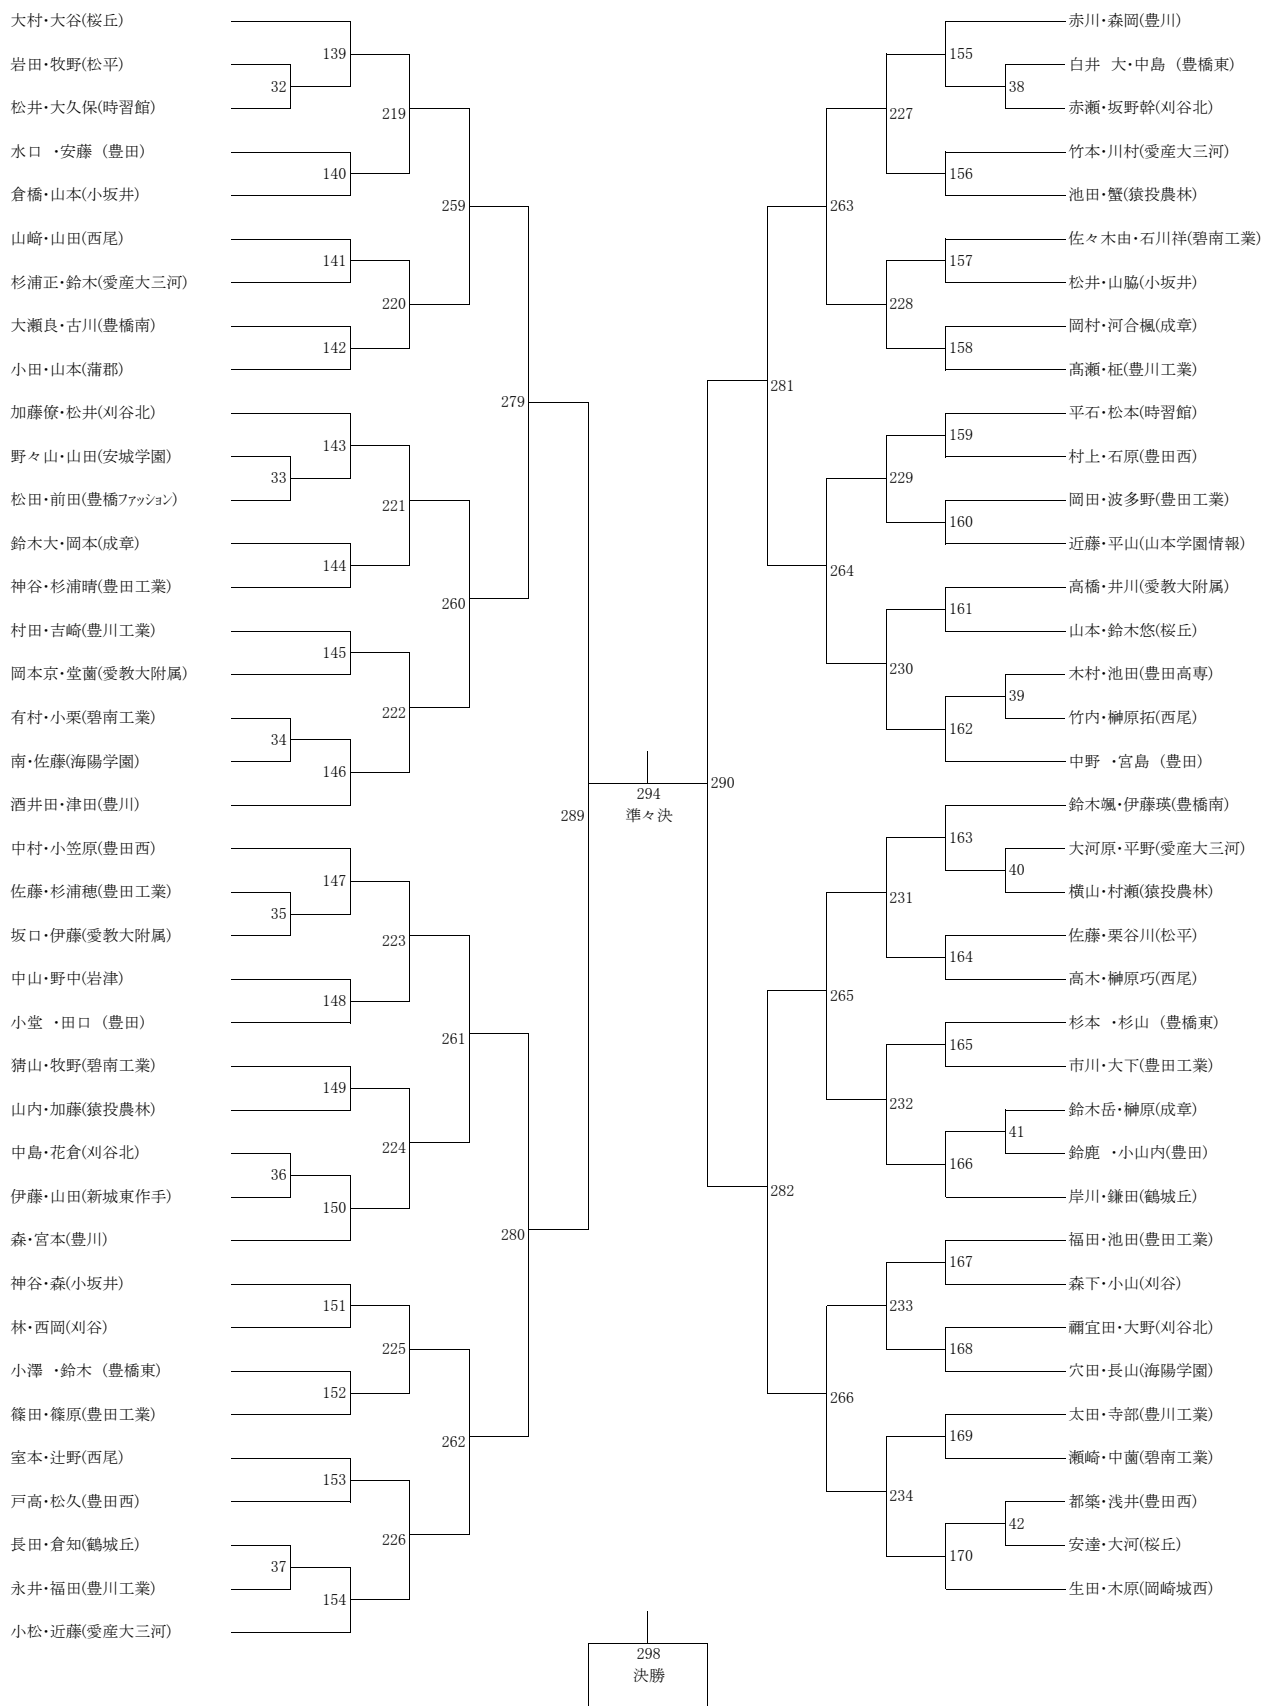 大村・大谷(桜丘)
139
岩田・牧野(松平)
32
松井・大久保(時習館)
219
水口 ・安藤 (豊田)
140
倉橋・山本(小坂井)
259
山﨑・山田(西尾)
141
杉浦正・鈴木(愛産大三河)
220
大瀬良・古川(豊橋南)
142
小田・山本(蒲郡)
279
加藤僚・松井(刈谷北)
143
野々山・山田(安城学園)
33
松田・前田(豊橋ファッション)
221
鈴木大・岡本(成章)
144
神谷・杉浦晴(豊田工業)
260
村田・吉崎(豊川工業)
145
岡本京・堂薗(愛教大附属)
222
有村・小栗(碧南工業)
34
南・佐藤(海陽学園)
146
酒井田・津田(豊川)
289
中村・小笠原(豊田西)
147
佐藤・杉浦穂(豊田工業)
35
坂口・伊藤(愛教大附属)
223
中山・野中(岩津)
148
小堂 ・田口 (豊田)
261
猜山・牧野(碧南工業)
149
山内・加藤(猿投農林)
224
中島・花倉(刈谷北)
36
伊藤・山田(新城東作手)
150
森・宮本(豊川)
280
神谷・森(小坂井)
151
林・西岡(刈谷)
225
小澤 ・鈴木 (豊橋東)
152
篠田・篠原(豊田工業)
262
室本・辻野(西尾)
153
戸高・松久(豊田西)
226
長田・倉知(鶴城丘)
37
永井・福田(豊川工業)
154
小松・近藤(愛産大三河)
294
準々決
290
赤川・森岡(豊川)
155
白井 大・中島 (豊橋東)
38
赤瀬・坂野幹(刈谷北)
227
竹本・川村(愛産大三河)
156
池田・蟹(猿投農林)
263
佐々木由・石川祥(碧南工業)
157
松井・山脇(小坂井)
228
岡村・河合楓(成章)
158
髙瀬・柾(豊川工業)
281
平石・松本(時習館)
159
村上・石原(豊田西)
229
岡田・波多野(豊田工業)
160
近藤・平山(山本学園情報)
264
高橋・井川(愛教大附属)
161
山本・鈴木悠(桜丘)
230
木村・池田(豊田高専)
39
竹内・榊原拓(西尾)
162
中野 ・宮島 (豊田)
鈴木颯・伊藤瑛(豊橋南)
163
大河原・平野(愛産大三河)
40
横山・村瀬(猿投農林)
231
佐藤・栗谷川(松平)
164
高木・榊原巧(西尾)
265
杉本 ・杉山 (豊橋東)
165
市川・大下(豊田工業)
232
鈴木岳・榊原(成章)
41
鈴鹿 ・小山内(豊田)
166
岸川・鎌田(鶴城丘)
282
福田・池田(豊田工業)
167
森下・小山(刈谷)
233
禰宜田・大野(刈谷北)
168
穴田・長山(海陽学園)
266
太田・寺部(豊川工業)
169
瀬崎・中薗(碧南工業)
234
都築・浅井(豊田西)
42
安達・大河(桜丘)
170
生田・木原(岡崎城西)
298
決勝